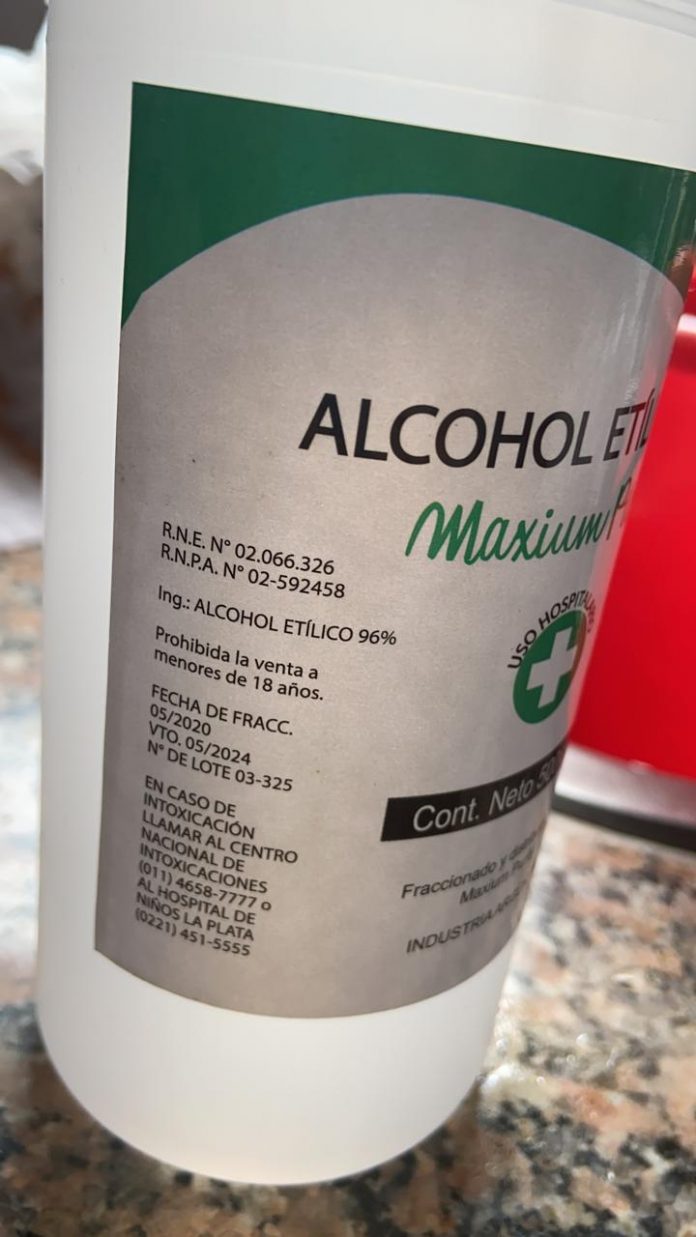 ALCOHOL
Maxium
R.N.E. N° 02.066.326
R.N.P.A. N° 02-592458
Ing.: ALCOHOL ETÍLICO 96%
Prohibida la venta a
menores de 18 años.
FECHA DE FRACC.
05/2020
VTO. 05/2024
N° DE LOTE 03-325
EN CASO DE
INTOXICACIÓN
LLAMAR AL CENTRO
NACIONAL DE
INTOXICACIONES
(011) 4658-7777 o
AL HOSPITAL DE
NIÑOS LA PLATA
(0221) 451-5555
USO HOSPITALARIO
Cont. Neto
Fraccionado y
Maxium
INDUSTRIA